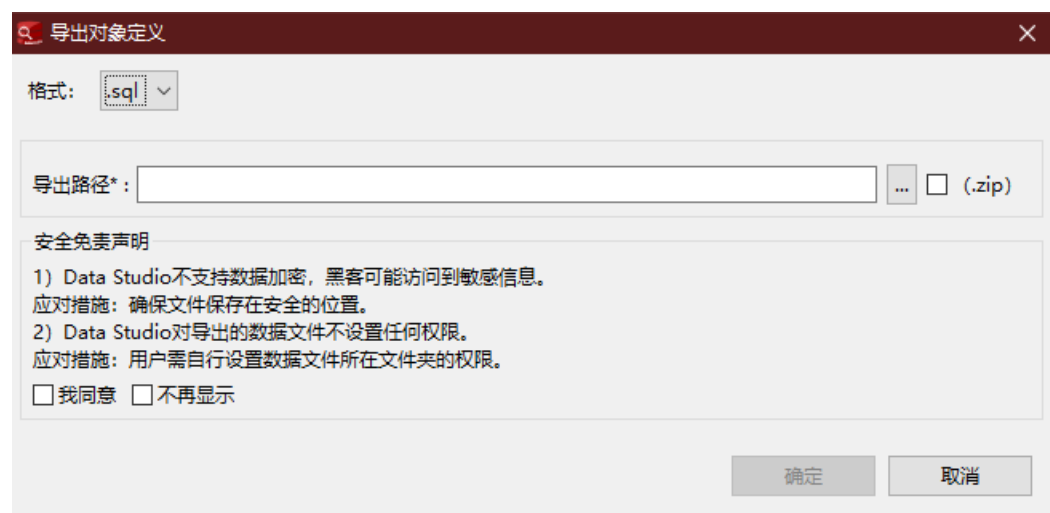 导出对象定义
格式: .sql
导出路径* : ... (.zip)
安全免责声明
1) Data Studio不支持数据加密，黑客可能访问到敏感信息。
应对措施：确保文件保存在安全的位置。
2) Data Studio对导出的数据文件不设置任何权限。
应对措施：用户需自行设置数据文件所在文件夹的权限。
我同意 不再显示
确定 取消